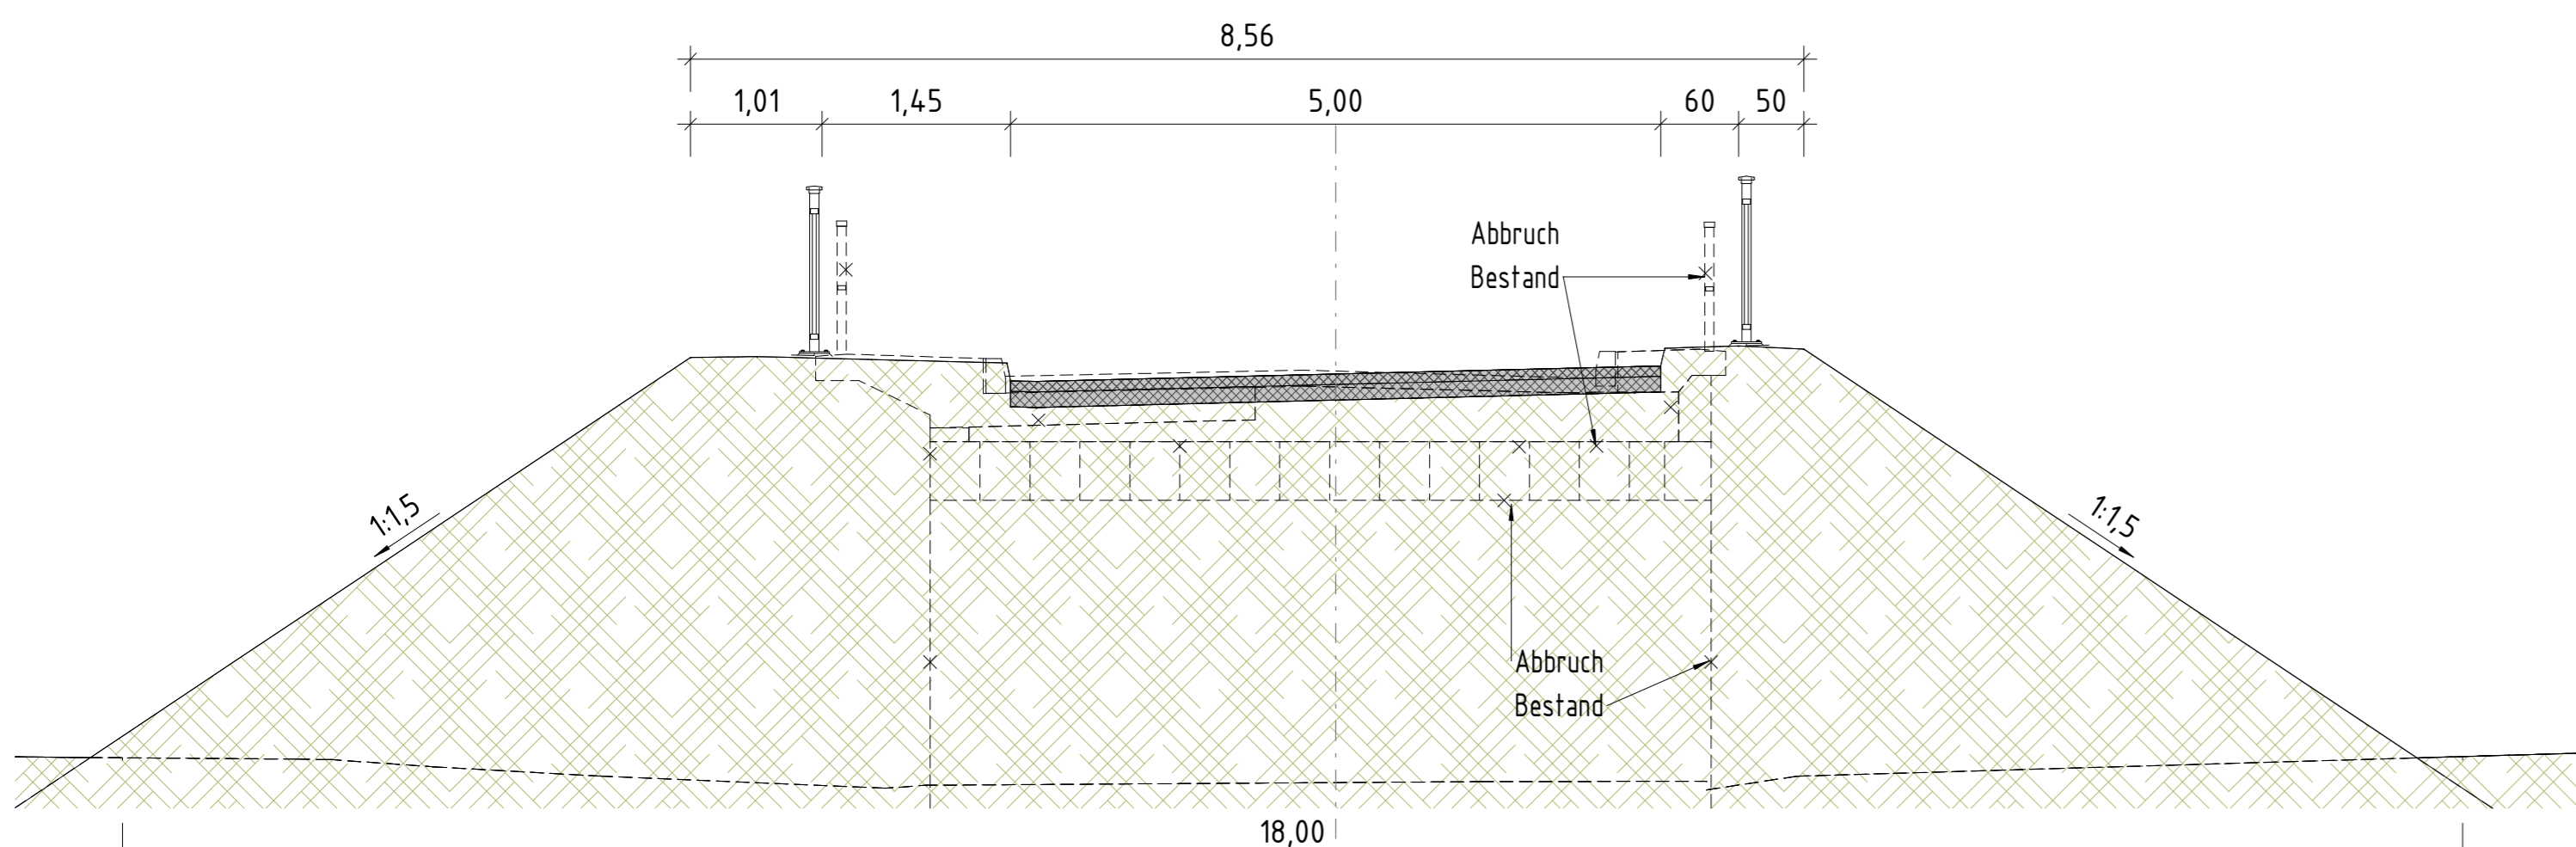 8,56
1,01 1,45 5,00 60 50
Abbruch
Bestand
1:1,5
1:1,5
Abbruch
Bestand
18,00